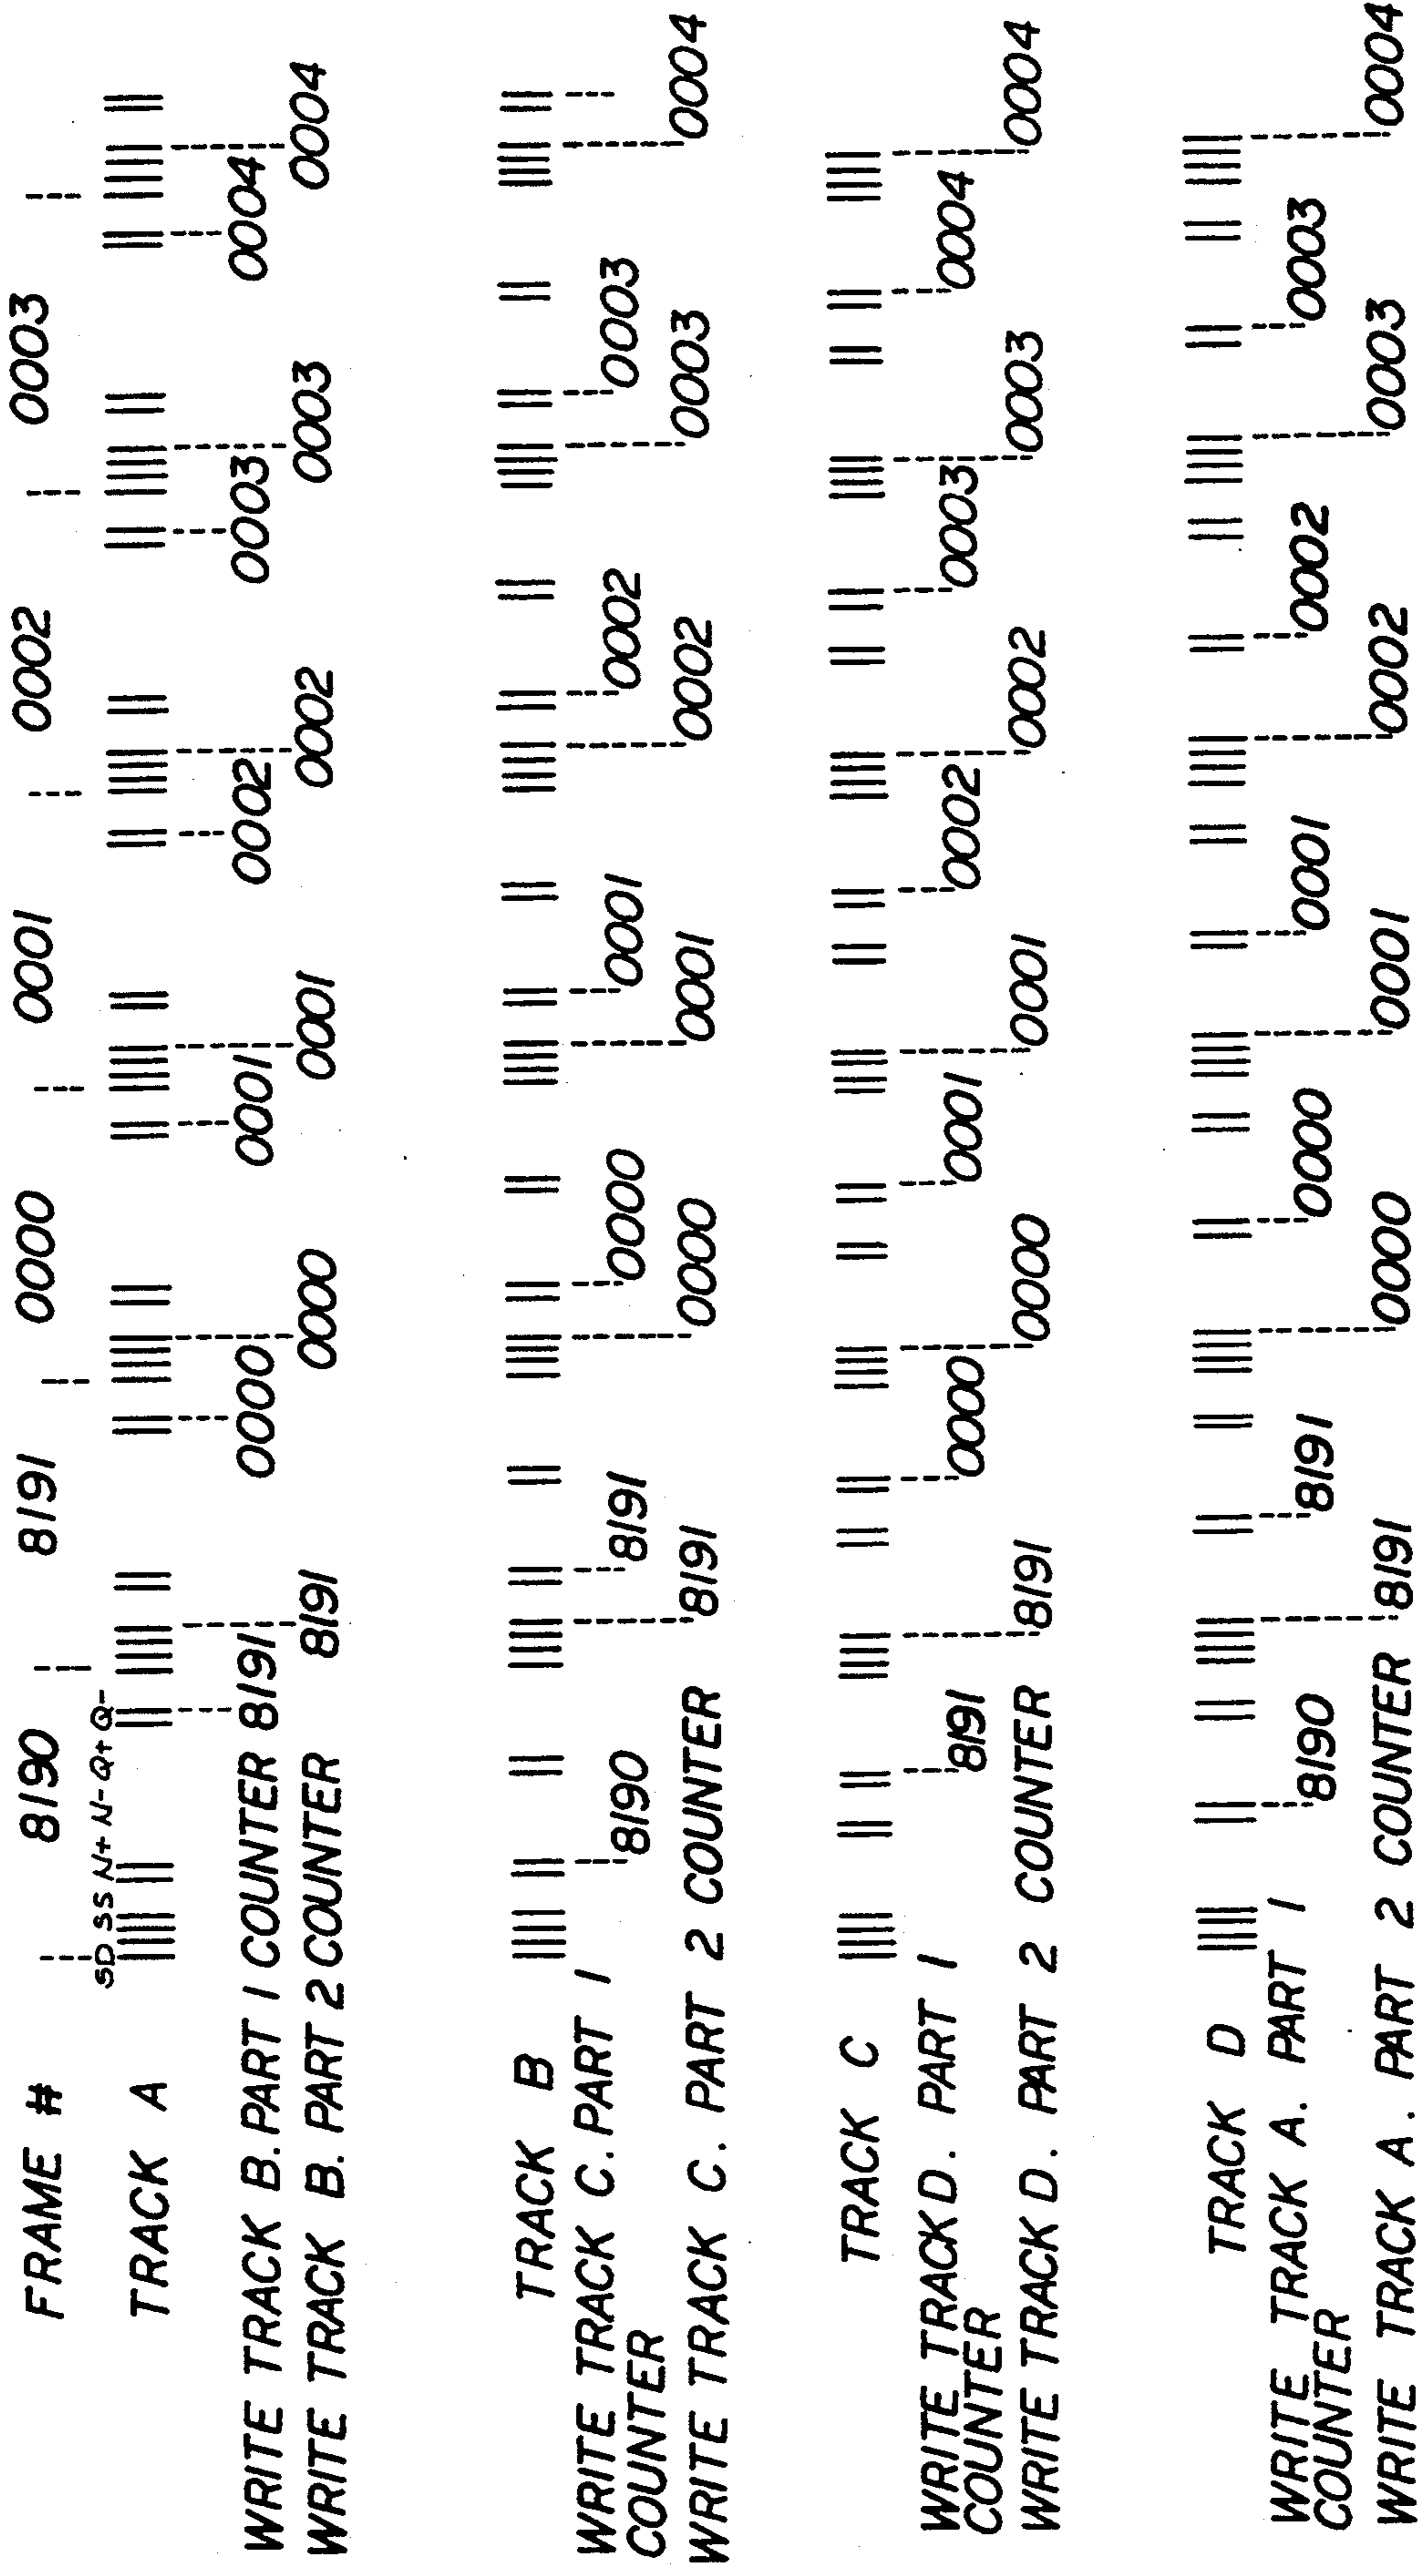 FRAME # 8190 8191 0000 0001 0002 0003
SD SS N+ N- Q+ Q-
TRACK A
WRITE TRACK B. PART 1 COUNTER 8191 0000 0001 0002 0003 0004
WRITE TRACK B. PART 2 COUNTER 8191 0000 0001 0002 0003 0004
TRACK B
WRITE TRACK C. PART 1
COUNTER 8190 8191 0000 0001 0002 0003
WRITE TRACK C. PART 2 COUNTER 8191 0000 0001 0002 0003 0004
TRACK C
WRITE TRACK D. PART 1
COUNTER 8191 0000 0001 0002 0003 0004
WRITE TRACK D. PART 2 COUNTER 8191 0000 0001 0002 0003 0004
TRACK D
WRITE TRACK A. PART 1
COUNTER 8190 8191 0000 0001 0002 0003
WRITE TRACK A. PART 2 COUNTER 8191 0000 0001 0002 0003 0004